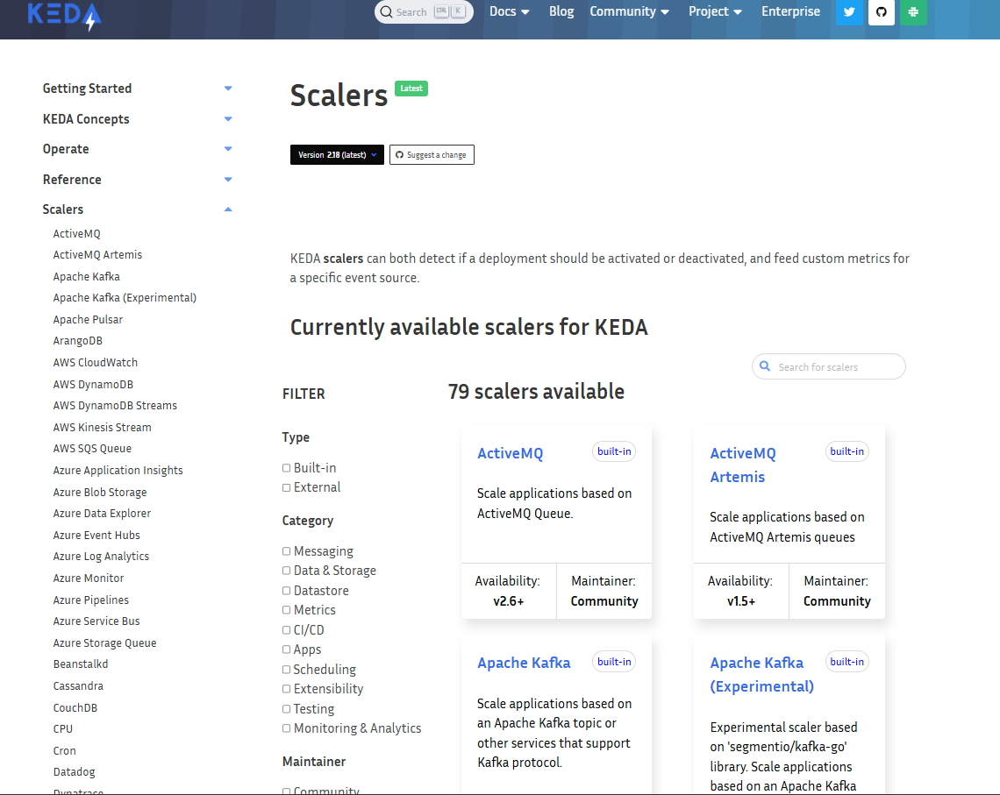 KEDA
Search CTRL K
Docs
Blog
Community
Project
Enterprise
Getting Started
KEDA Concepts
Operate
Reference
Scalers
ActiveMQ
ActiveMQ Artemis
Apache Kafka
Apache Kafka (Experimental)
Apache Pulsar
ArangoDB
AWS CloudWatch
AWS DynamoDB
AWS DynamoDB Streams
AWS Kinesis Stream
AWS SQS Queue
Azure Application Insights
Azure Blob Storage
Azure Data Explorer
Azure Event Hubs
Azure Log Analytics
Azure Monitor
Azure Pipelines
Azure Service Bus
Azure Storage Queue
Beanstalkd
Cassandra
CouchDB
CPU
Cron
Datadog
Dynatrace
Scalers Latest
Version 2.18 (latest)
Suggest a change
KEDA scalers can both detect if a deployment should be activated or deactivated, and feed custom metrics for
a specific event source.
Currently available scalers for KEDA
Search for scalers
FILTER
Type
Built-in
External
Category
Messaging
Data & Storage
Datastore
Metrics
CI/CD
Apps
Scheduling
Extensibility
Testing
Monitoring & Analytics
Maintainer
Community
79 scalers available
ActiveMQ
built-in
Scale applications based on
ActiveMQ Queue.
Availability:
v2.6+
Maintainer:
Community
ActiveMQ
Artemis
built-in
Scale applications based on
ActiveMQ Artemis queues
Availability:
v1.5+
Maintainer:
Community
Apache Kafka
built-in
Scale applications based on
an Apache Kafka topic or
other services that support
Kafka protocol.
Apache Kafka
(Experimental)
built-in
Experimental scaler based
on 'segmentio/kafka-go'
library. Scale applications
based on an Apache Kafka